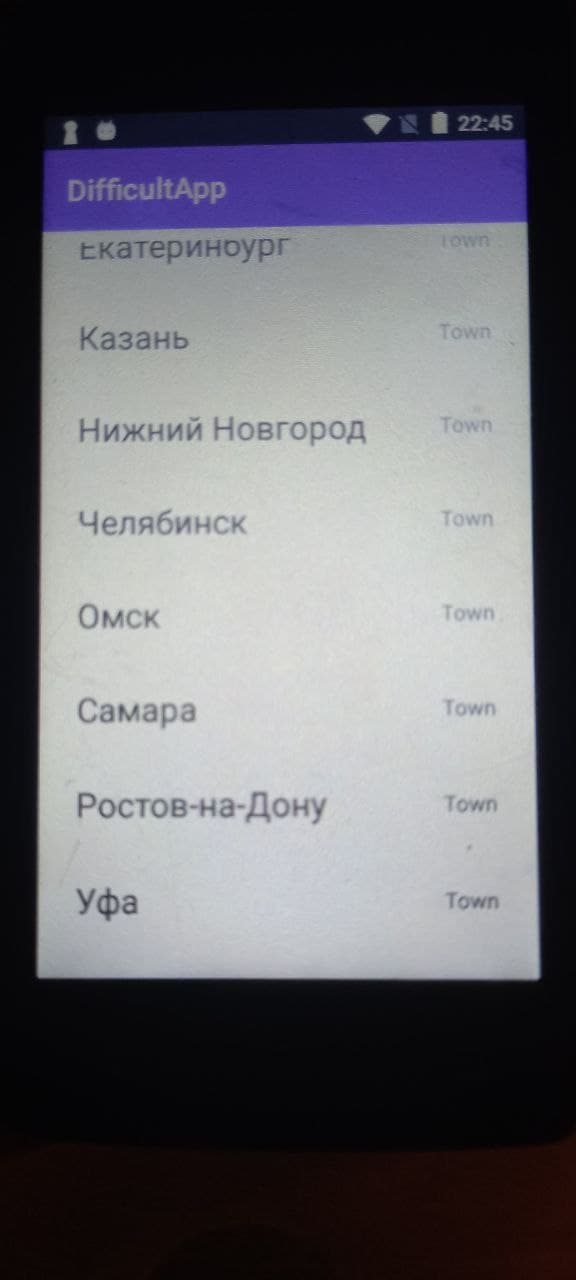 22:45
DifficultApp
Екатеринбург Town
Казань Town
Нижний Новгород Town
Челябинск Town
Омск Town
Самара Town
Ростов-на-Дону Town
Уфа Town